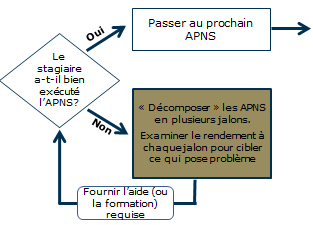 Le
stagiaire
a-t-il bien
exécuté
l'APNS?
Oui
Passer au prochain
APNS
Non
« Décomposer » les APNS
en plusieurs jalons.
Examiner le rendement à
chaque jalon pour cibler
ce qui pose problème
Fournir l'aide (ou
la formation)
requise